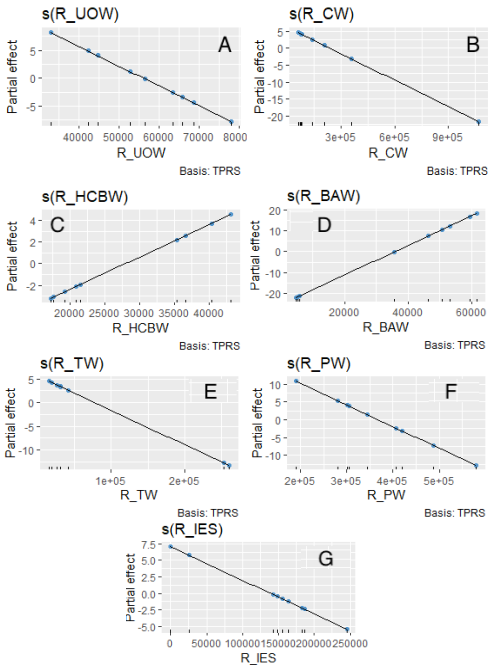 s(R_UOW)
A
Partial effect
5
0
-5
40000 50000 60000 70000 8000
R_UOW
Basis: TPRS
s(R_CW)
B
Partial effect
5
0
-5
-10
-15
-20
3e+05 6e+05 9e+05
R_CW
Basis: TPRS
s(R_HCBW)
C
Partial effect
4
2
0
-2
20000 25000 30000 35000 40000
R_HCBW
Basis: TPRS
s(R_BAW)
D
Partial effect
20
10
0
-10
-20
20000 40000 60000
R_BAW
Basis: TPRS
s(R_TW)
E
Partial effect
5
0
-5
-10
1e+05 2e+05
R_TW
Basis: TPRS
s(R_PW)
F
Partial effect
10
5
0
-5
-10
2e+05 3e+05 4e+05 5e+05
R_PW
Basis: TPRS
s(R_IES)
G
Partial effect
7.5
5.0
2.5
0.0
-2.5
-5.0
0 50000 100000 150000 200000 250000
R_IES